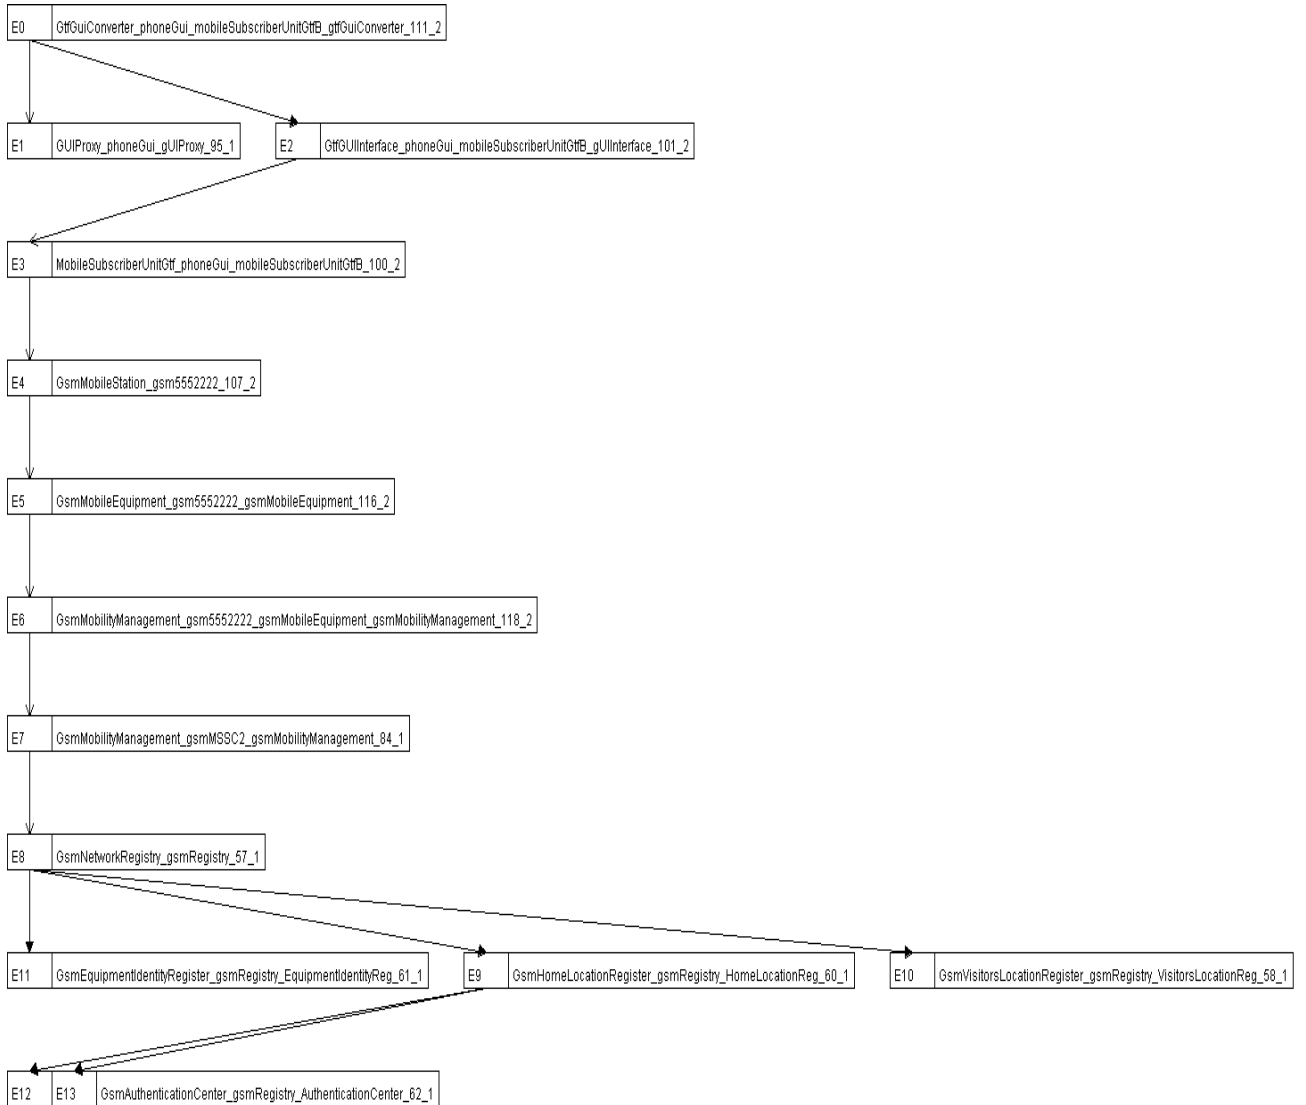 E0 GtfGuiConverter_phoneGui_mobileSubscriberUnitGtfB_gtfGuiConverter_111_2
E1 GUIProxy_phoneGui_gUIProxy_95_1
E2 GtfGUIInterface_phoneGui_mobileSubscriberUnitGtfB_gUIInterface_101_2
E3 MobileSubscriberUnitGtf_phoneGui_mobileSubscriberUnitGtfB_100_2
E4 GsmMobileStation_gsm5552222_107_2
E5 GsmMobileEquipment_gsm5552222_gsmMobileEquipment_116_2
E6 GsmMobilityManagement_gsm5552222_gsmMobileEquipment_gsmMobilityManagement_118_2
E7 GsmMobilityManagement_gsmMSSC2_gsmMobilityManagement_84_1
E8 GsmNetworkRegistry_gsmRegistry_57_1
E11 GsmEquipmentIdentityRegister_gsmRegistry_EquipmentIdentityReg_61_1
E9 GsmHomeLocationRegister_gsmRegistry_HomeLocationReg_60_1
E10 GsmVisitorsLocationRegister_gsmRegistry_VisitorsLocationReg_58_1
E12 E13 GsmAuthenticationCenter_gsmRegistry_AuthenticationCenter_62_1